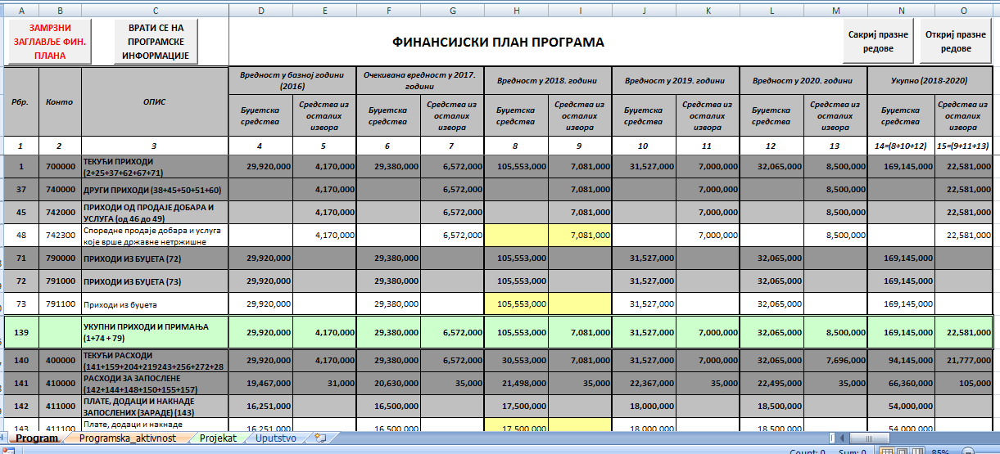 A B C D E F G H I J K L M N O
ЗАМРЗНИ
ЗАГЛАВЉЕ ФИН.
ПЛАНА
ВРАТИ СЕ НА
ПРОГРАМСКЕ
ИНФОРМАЦИЈЕ
ФИНАНСИЈСКИ ПЛАН ПРОГРАМА
Сакриј празне
редове
Откриј празне
редове
Рбр.
Конто
ОПИС
Вредност у базној години
(2016)
Очекивана вредност у 2017.
години
Вредност у 2018. години
Вредност у 2019. години
Вредност у 2020. години
Укупно (2018-2020)
Буџетска
средства
Средства из
осталих
извора
Буџетска
средства
Средства из
осталих
извора
Буџетска
средства
Средства из
осталих
извора
Буџетска
средства
Средства из
осталих
извора
Буџетска
средства
Средства из
осталих
извора
Буџетска
средства
Средства из
осталих
извора
1 2 3 4 5 6 7 8 9 10 11 12 13 14=(8+10+12) 15=(9+11+13)
1 700000 ТЕКУЋИ ПРИХОДИ
(2+25+37+62+67+71) 29,920,000 4,170,000 29,380,000 6,572,000 105,553,000 7,081,000 31,527,000 7,000,000 32,065,000 8,500,000 169,145,000 22,581,000
37 740000 ДРУГИ ПРИХОДИ (38+45+50+51+60) 4,170,000 6,572,000 7,081,000 7,000,000 8,500,000 22,581,000
45 742000 ПРИХОДИ ОД ПРОДАЈЕ ДОБАРА И
УСЛУГА (од 46 до 49) 4,170,000 6,572,000 7,081,000 7,000,000 8,500,000 22,581,000
48 742300 Споредне продаје добара и услуга
које врше државне нетржишне 4,170,000 6,572,000 7,081,000 7,000,000 8,500,000 22,581,000
71 790000 ПРИХОДИ ИЗ БУЏЕТА (72) 29,920,000 29,380,000 105,553,000 31,527,000 32,065,000 169,145,000
72 791000 ПРИХОДИ ИЗ БУЏЕТА (73) 29,920,000 29,380,000 105,553,000 31,527,000 32,065,000 169,145,000
73 791100 Приходи из буџета 29,920,000 29,380,000 105,553,000 31,527,000 32,065,000 169,145,000
139 УКУПНИ ПРИХОДИ И ПРИМАЊА
(1+74 + 79) 29,920,000 4,170,000 29,380,000 6,572,000 105,553,000 7,081,000 31,527,000 7,000,000 32,065,000 8,500,000 169,145,000 22,581,000
140 400000 ТЕКУЋИ РАСХОДИ
(141+159+204+219243+256+272+28 29,920,000 4,170,000 29,380,000 6,572,000 30,553,000 7,081,000 31,527,000 7,000,000 32,065,000 7,696,000 94,145,000 21,777,000
141 410000 РАСХОДИ ЗА ЗАПОСЛЕНЕ
(142+144+148+150+155+157) 19,467,000 31,000 20,630,000 35,000 21,498,000 35,000 22,367,000 35,000 22,495,000 35,000 66,360,000 105,000
142 411000 ПЛАТЕ, ДОДАЦИ И НАКНАДЕ
ЗАПОСЛЕНИХ (ЗАРАДЕ) (143) 16,251,000 16,500,000 17,500,000 18,000,000 18,500,000 54,000,000
143 411100 Плате, додаци и накнаде 16,251,000 16,500,000 17,500,000 18,000,000 18,500,000 54,000,000
Program Programska_aktivnost Projekat Uputstvo
Count: 0 Sum: 0 85%